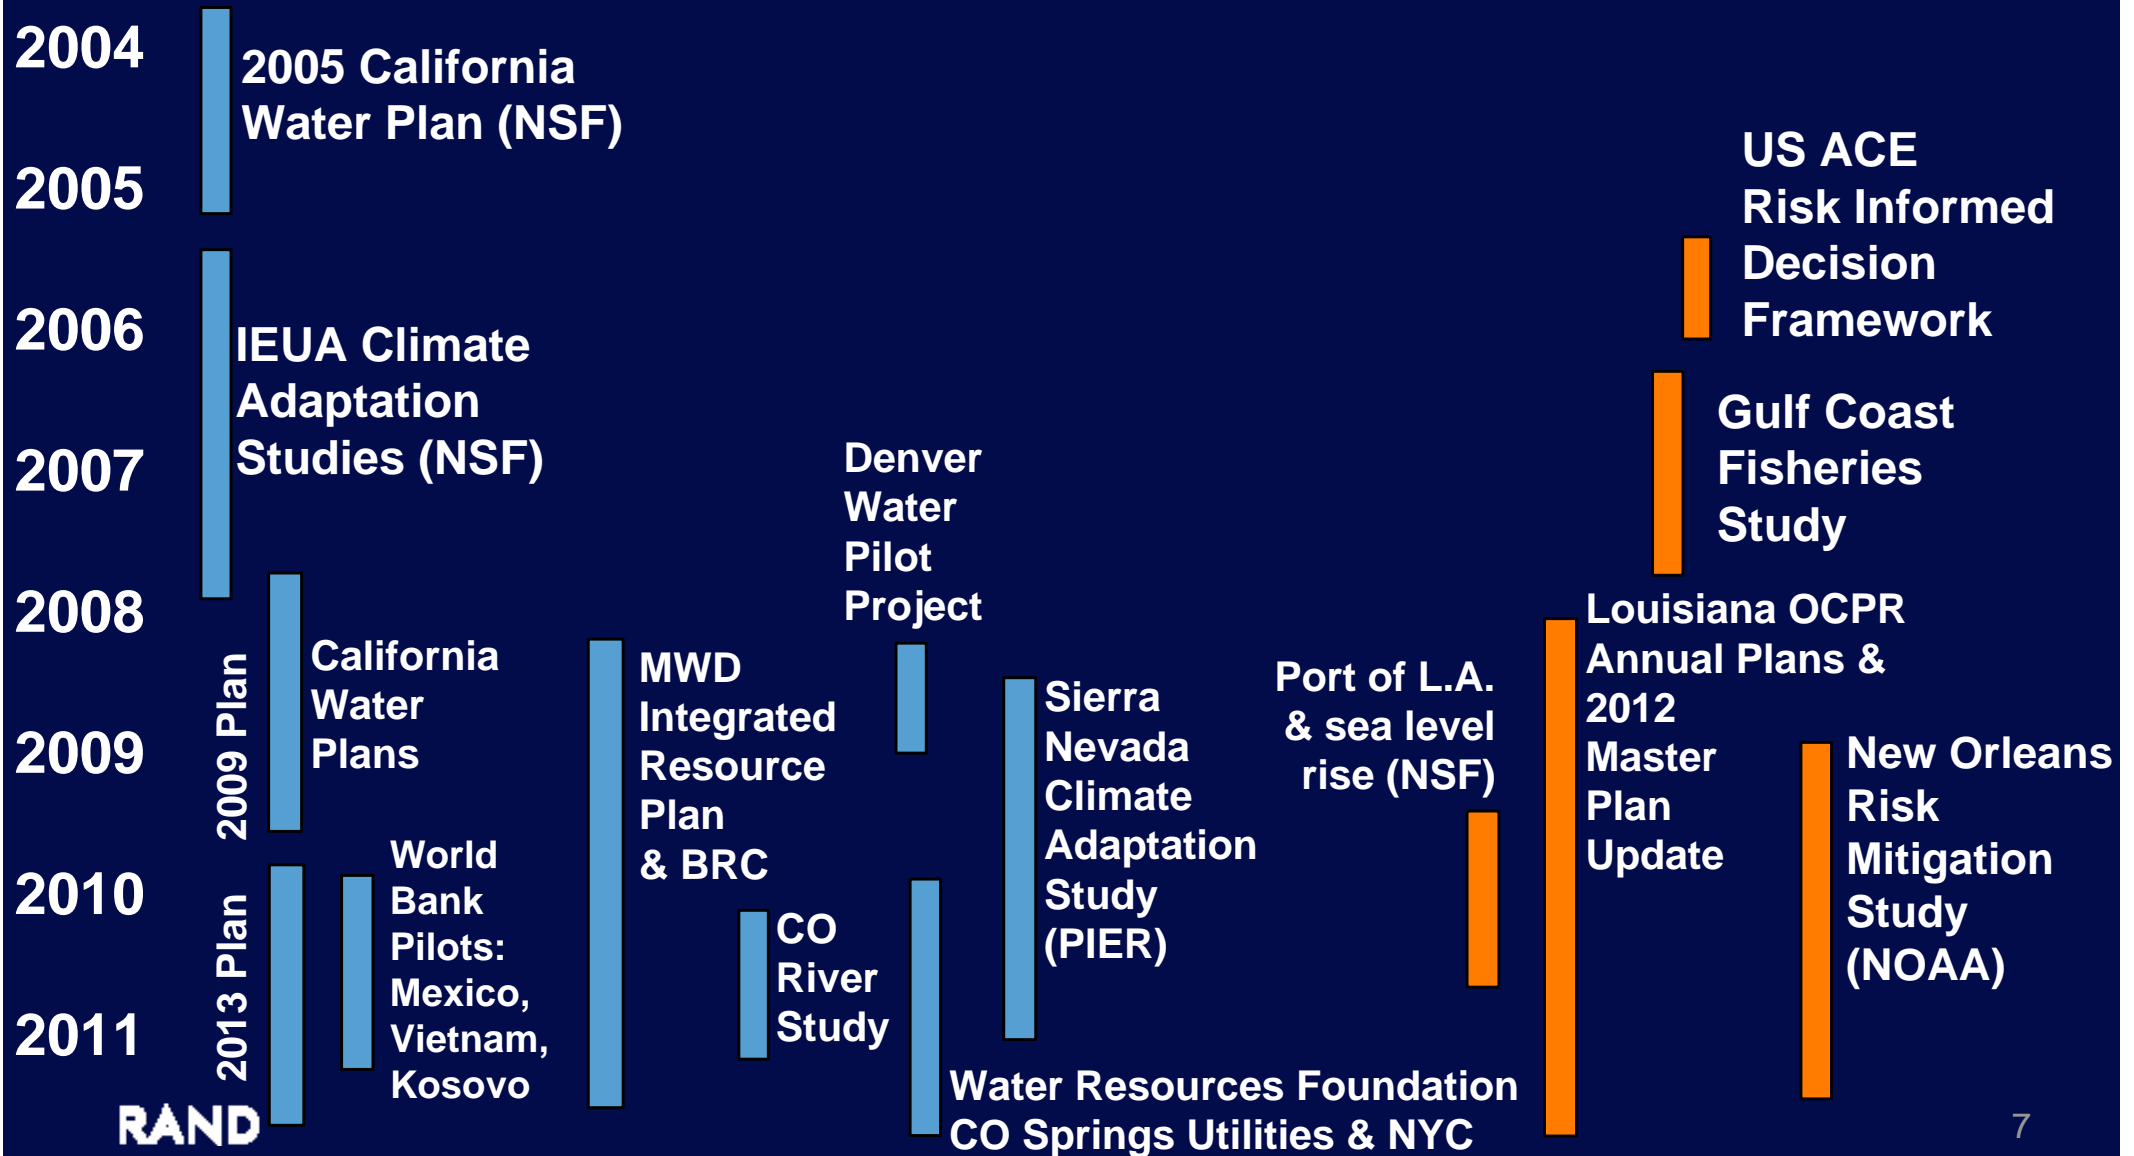 2004
2005
2006
2007
2008
2009
2010
2011
2005 California
Water Plan (NSF)
IEUA Climate
Adaptation
Studies (NSF)
2009 Plan
California
Water
Plans
2013 Plan
World
Bank
Pilots:
Mexico,
Vietnam,
Kosovo
MWD
Integrated
Resource
Plan
& BRC
CO
River
Study
Denver
Water
Pilot
Project
Sierra
Nevada
Climate
Adaptation
Study
(PIER)
Water Resources Foundation
CO Springs Utilities & NYC
Port of L.A.
& sea level
rise (NSF)
US ACE
Risk Informed
Decision
Framework
Gulf Coast
Fisheries
Study
Louisiana OCPR
Annual Plans &
2012
Master
Plan
Update
New Orleans
Risk
Mitigation
Study
(NOAA)
RAND
7